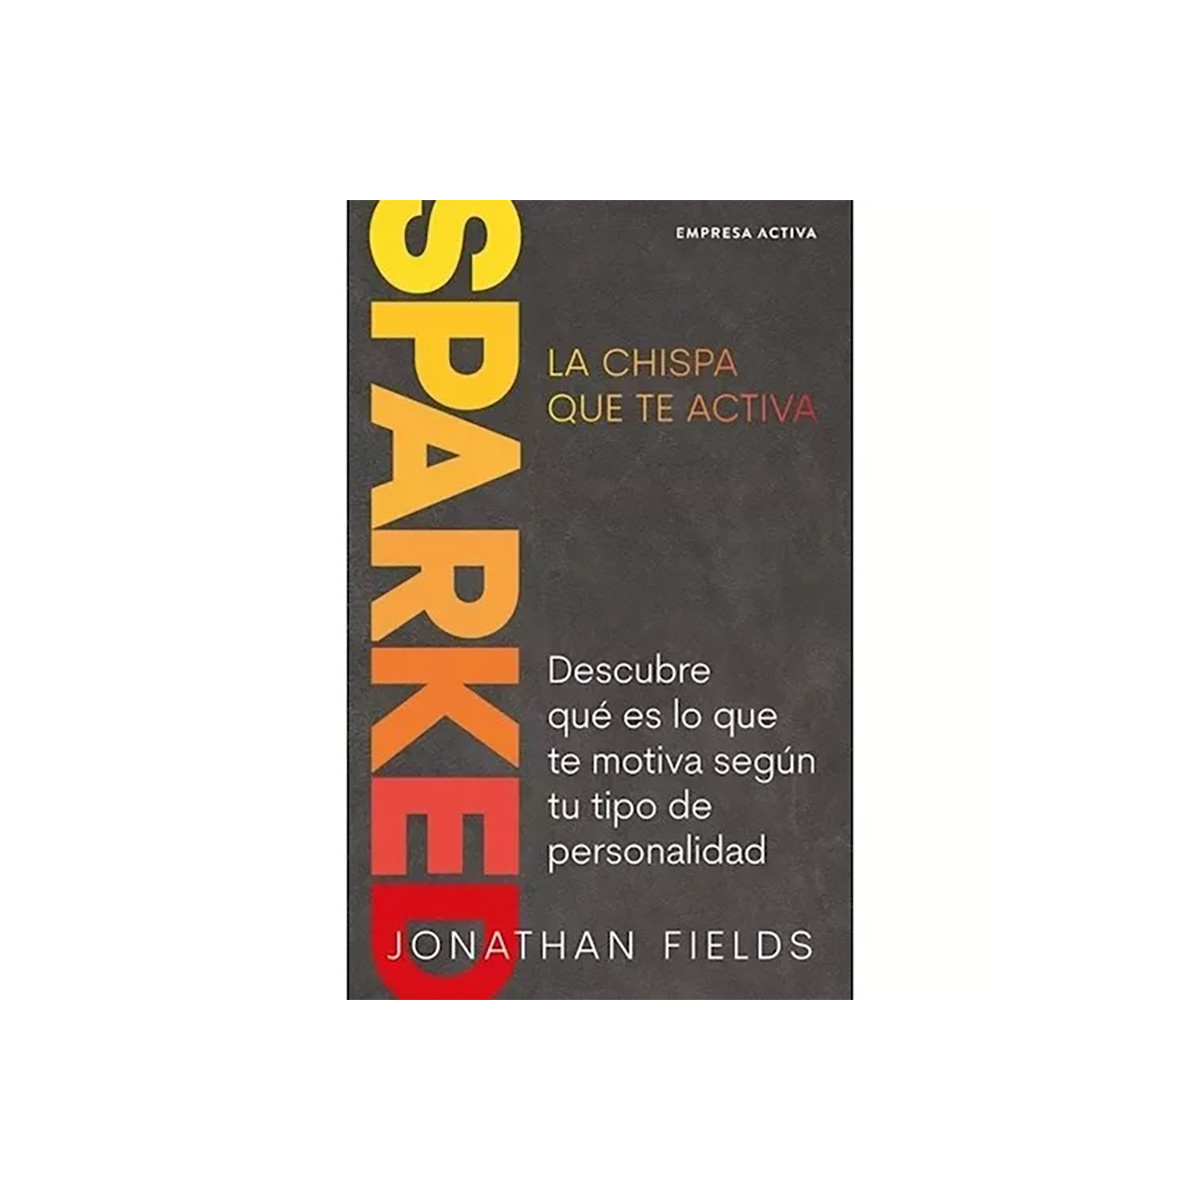 EMPRESA ACTIVA
SPARKED
LA CHISPA
QUE TE ACTIVA
Descubre
qué es lo que
te motiva según
tu tipo de
personalidad
JONATHAN FIELDS